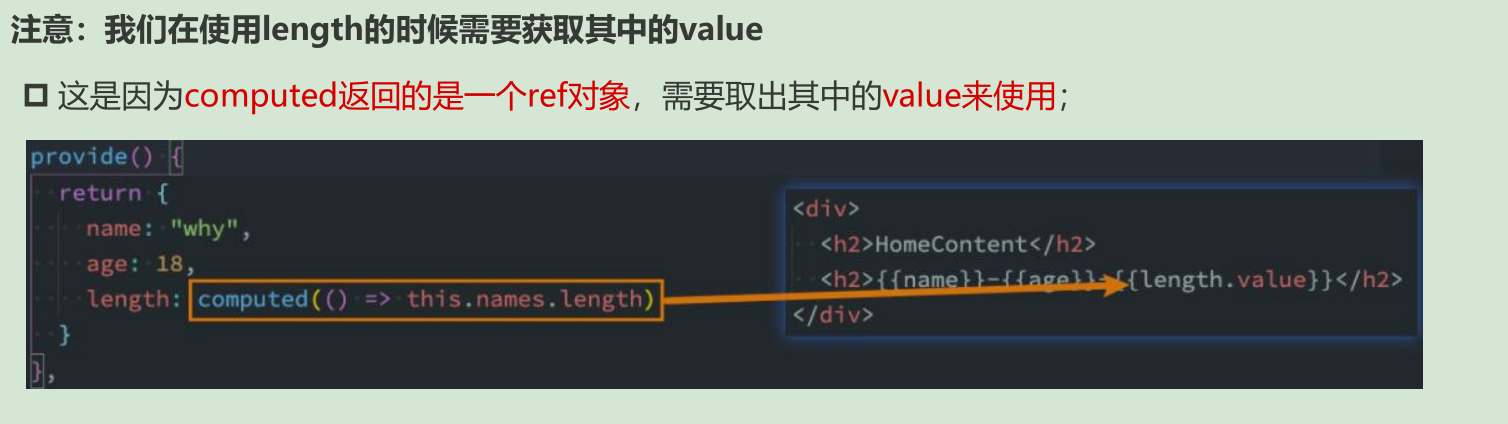 注意：我们在使用length的时候需要获取其中的value
这是因为computed返回的是一个ref对象，需要取出其中的value来使用；
provide() {
return {
name: "why",
age: 18,
length: computed(() => this.names.length)
}
},
<div>
<h2>HomeContent</h2>
<h2>{{name}}-{{age}}-{{length.value}}</h2>
</div>